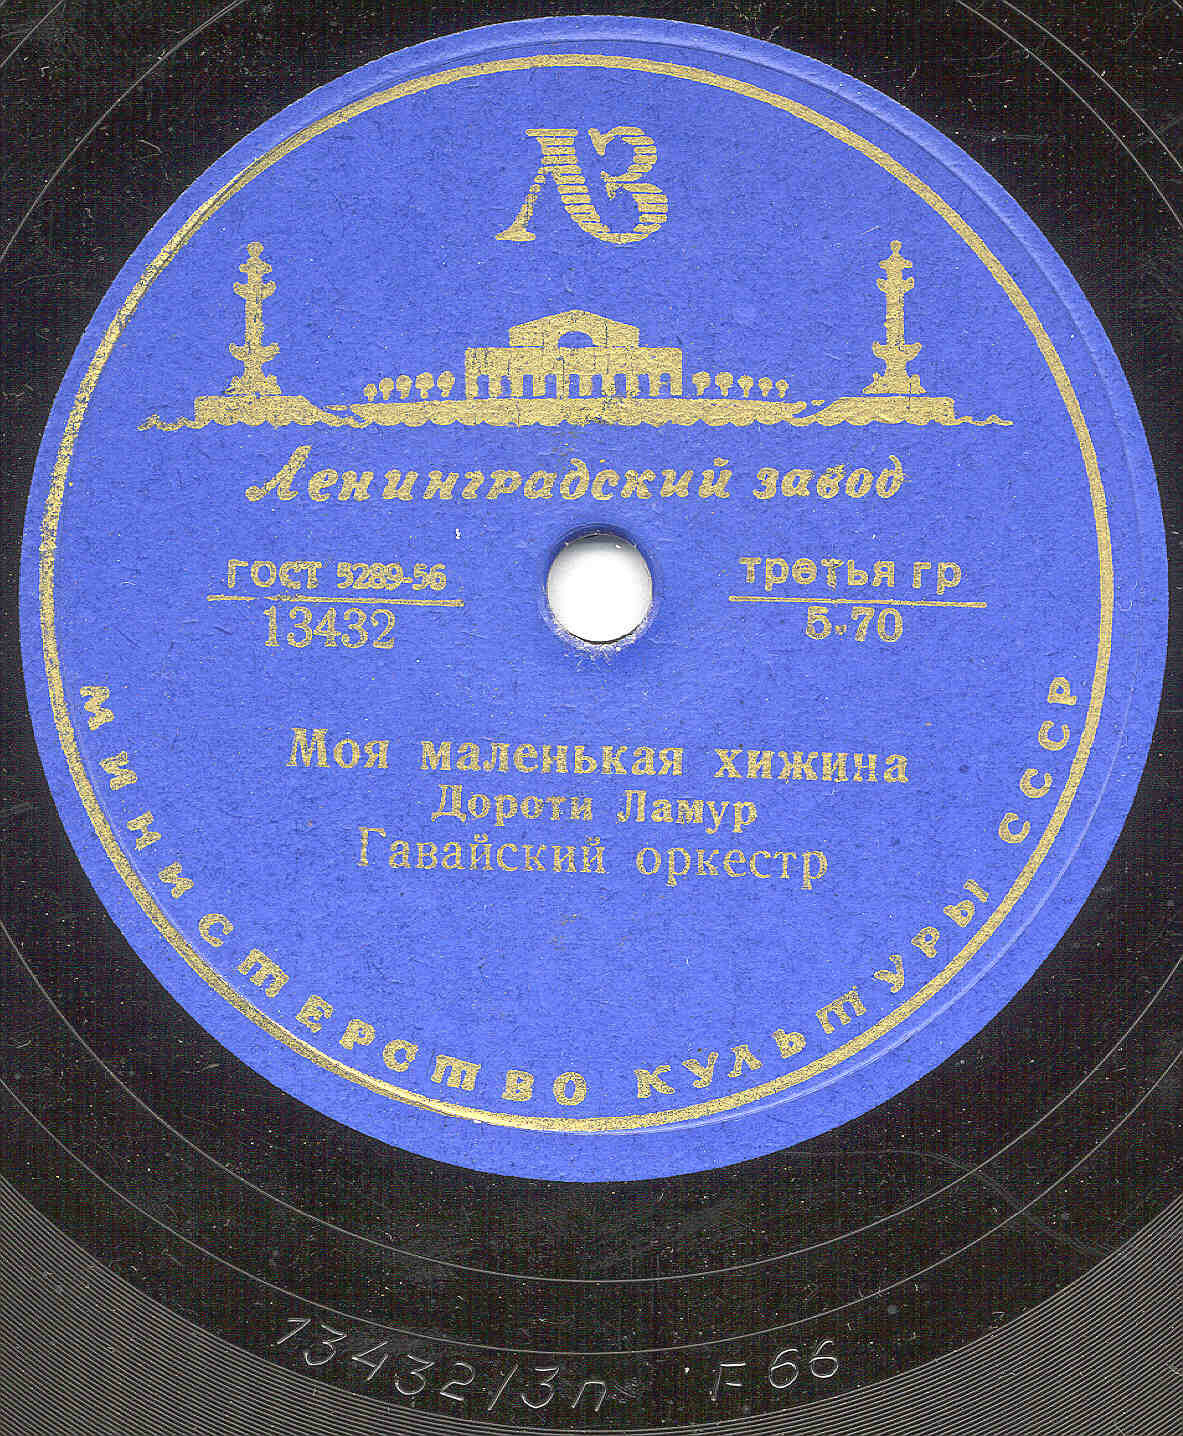 ЛЗ
Ленинградский завод
ГОСТ 5289-56
13432
третья гр
5.70
Моя маленькая хижина
Дороти Ламур
Гавайский оркестр
МИНИСТЕРСТВО КУЛЬТУРЫ СССР
13432/3п F66